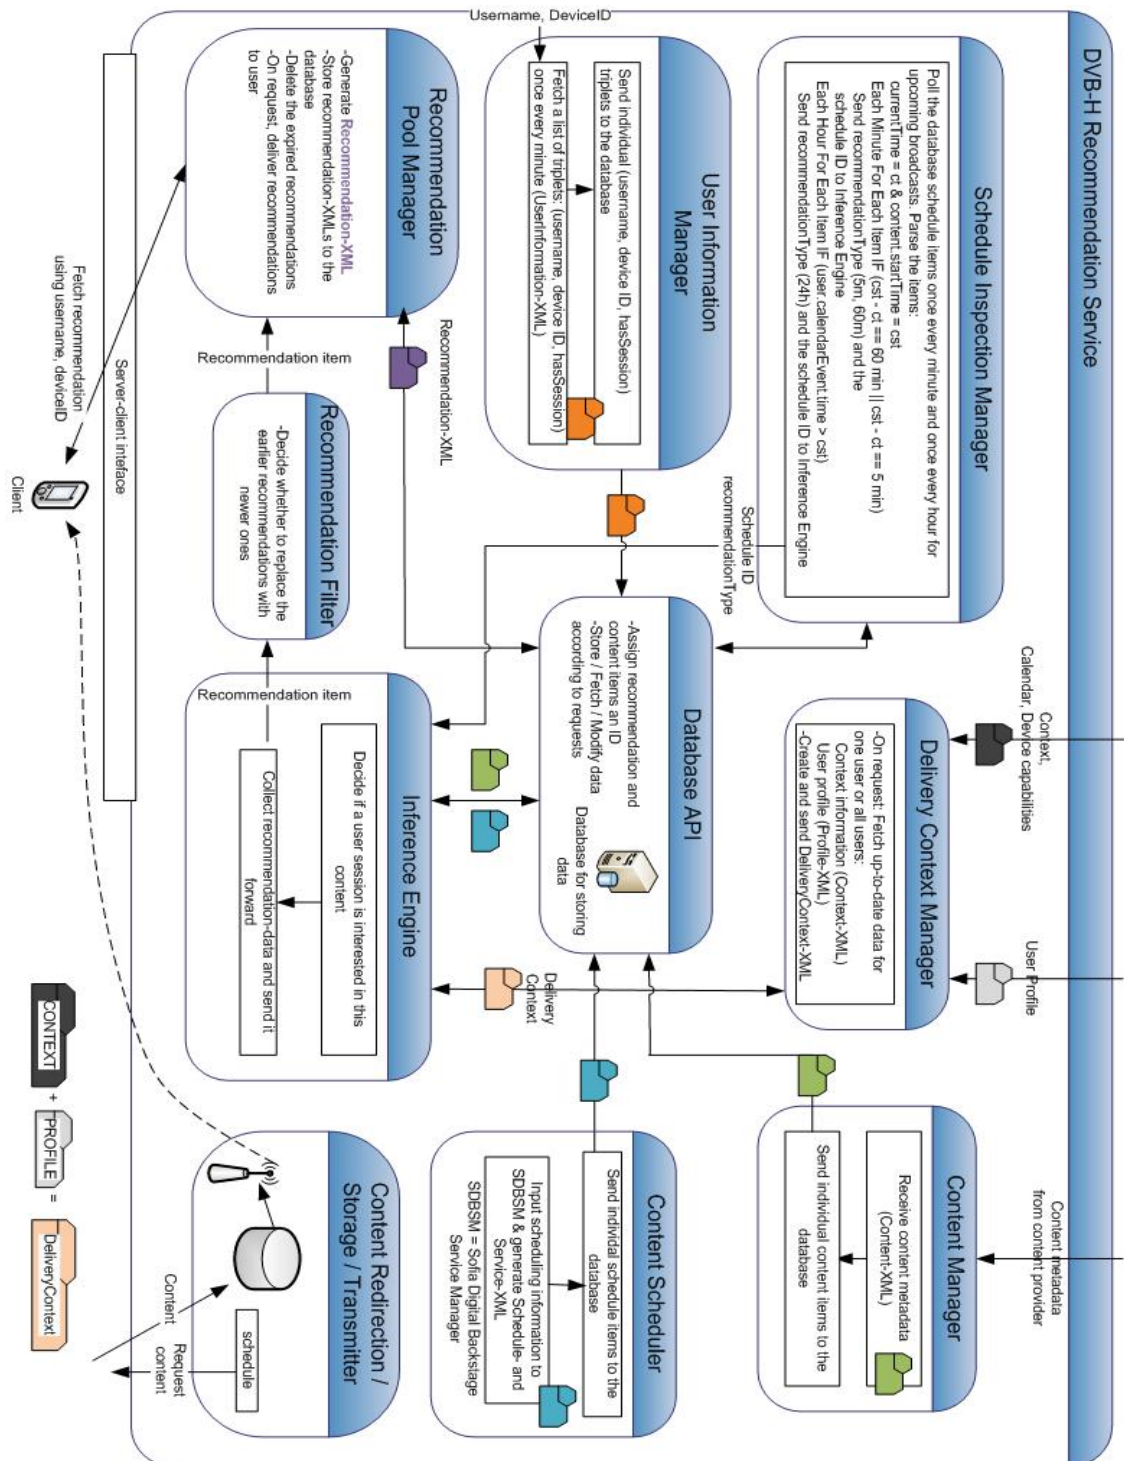 DVB-H Recommendation Service
Username, DeviceID
Context,
Calendar, Device capabilities
User Profile
Content metadata
from content provider
Schedule Inspection Manager
Poll the database schedule items once every minute and once every hour for
upcoming broadcasts. Parse the items:
currentTime = ct & content.startTime = cst
Each Minute For Each Item IF (cst - ct == 60 min || cst - ct == 5 min)
Send recommendationType (5m, 60m) and the
schedule ID to Inference Engine
Each Hour For Each Item IF (user.calendarEvent.time > cst)
Send recommendationType (24h) and the schedule ID to Inference Engine
Delivery Context Manager
-On request: Fetch up-to-date data for
one user or all users:
Context information (Context-XML)
User profile (Profile-XML)
-Create and send DeliveryContext-XML
Content Manager
Receive content metadata
(Content-XML)
Send individual content items to the
database
User Information
Manager
Send individual (username, device ID, hasSession)
triplets to the database
Fetch a list of triplets: (username, device ID, hasSession)
once every minute (UserInformation-XML)
Schedule ID
recommendationType
Database API
-Assign recommendation and
content items an ID
-Store / Fetch / Modify data
according to requests
Database for storing
data
Delivery
Context
Content Scheduler
Send individal schedule items to the
database
Input scheduling information to
SDBSM & generate Schedule- and
Service-XML
SDBSM = Sofia Digital Backstage
Service Manager
Recommendation-XML
Recommendation
Pool Manager
-Generate Recommendation-XML
-Store recommendation-XMLs to the
database
-Delete the expired recommendations
-On request, deliver recommendations
to user
Recommendation item
Recommendation Filter
-Decide whether to replace the
earlier recommendations with
newer ones
Recommendation item
Inference Engine
Decide if a user session is interested in this
content
Collect recommendation-data and send it
forward
Content Redirection /
Storage / Transmitter
schedule
Content
Request
content
Server-client inteface
Fetch recommendation
using username, deviceID
Client
CONTEXT + PROFILE = DeliveryContext